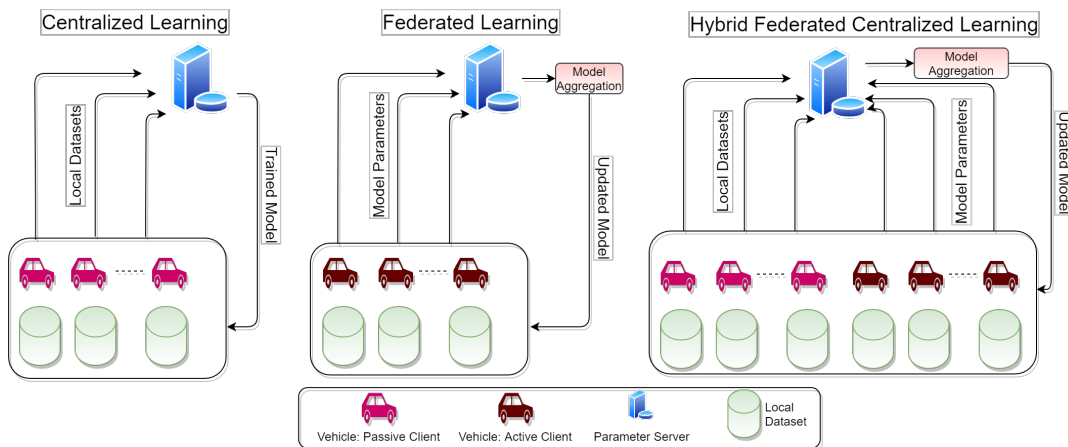 Centralized Learning
Local Datasets
Trained Model
Federated Learning
Model
Aggregation
Model Parameters
Updated Model
Hybrid Federated Centralized Learning
Model
Aggregation
Local Datasets
Model Parameters
Updated Model
Vehicle: Passive Client
Vehicle: Active Client
Parameter Server
Local
Dataset